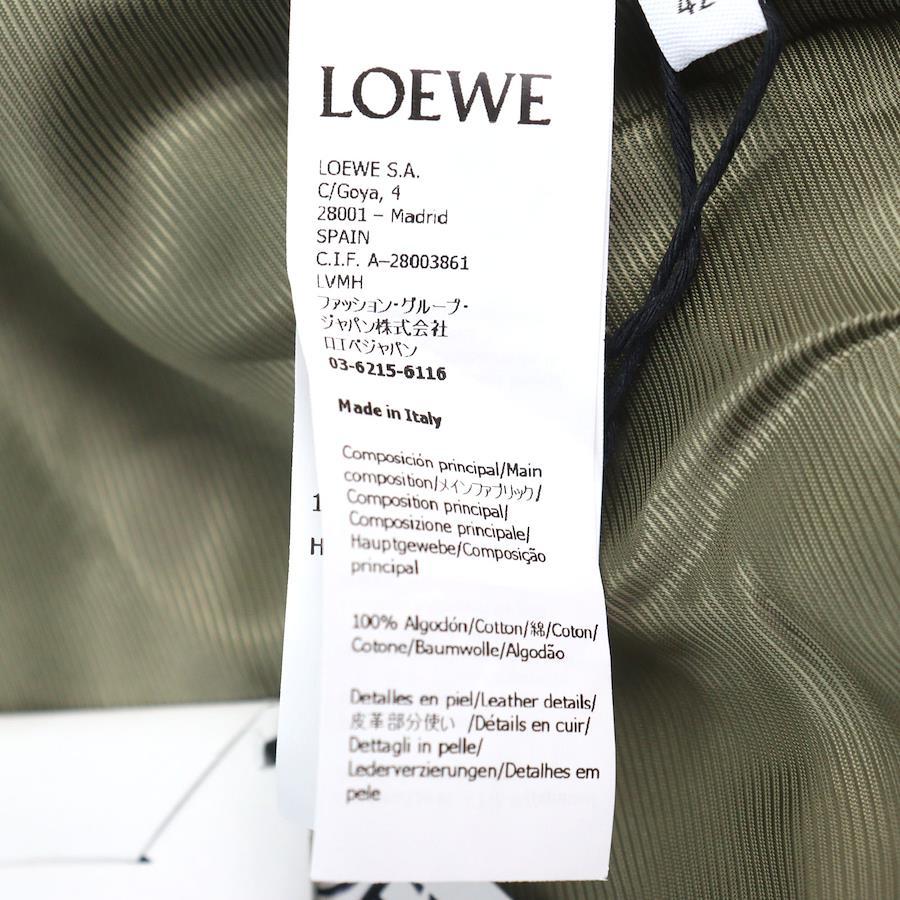 LOEWE
LOEWE S.A.
C/Goya, 4
28001 – Madrid
SPAIN
C.I.F. A–28003861
LVMH
ファッション・グループ・
ジャパン株式会社
ロエベジャパン
03-6215-6116
Made in Italy
Composición principal/Main
composition/メインファブリック/
Composition principal/
Composizione principale/
Hauptgewebe/Composição
principal
100% Algodón/Cotton/綿/Coton/
Cotone/Baumwolle/Algodão
Detalles en piel/Leather details/
皮革部分使い /Détails en cuir/
Dettagli in pelle/
Lederverzierungen/Detalhes em
pele